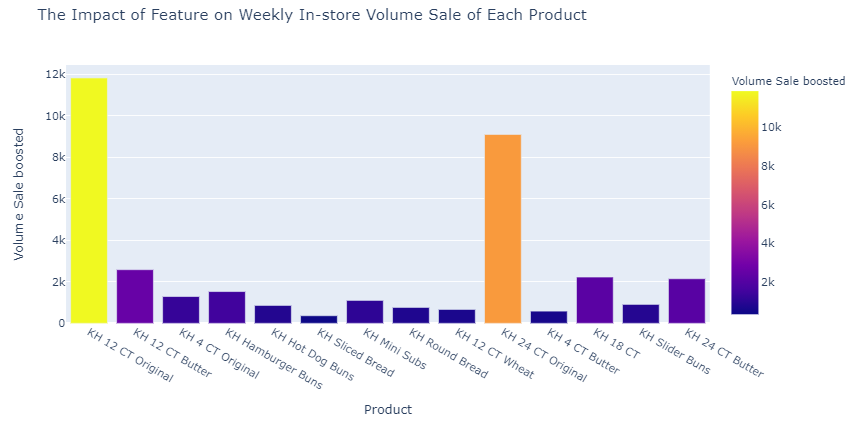 The Impact of Feature on Weekly In-store Volume Sale of Each Product
Volume Sale boosted
12k
10k
8k
6k
4k
2k
0
KH 12 CT Original
KH 12 CT Butter
KH 4 CT Original
KH Hamburger Buns
KH Hot Dog Buns
KH Sliced Bread
KH Mini Subs
KH Round Bread
KH 12 CT Wheat
KH 24 CT Original
KH 4 CT Butter
KH 18 CT
KH Slider Buns
KH 24 CT Butter
Product
Volume Sale boosted
10k
8k
6k
4k
2k